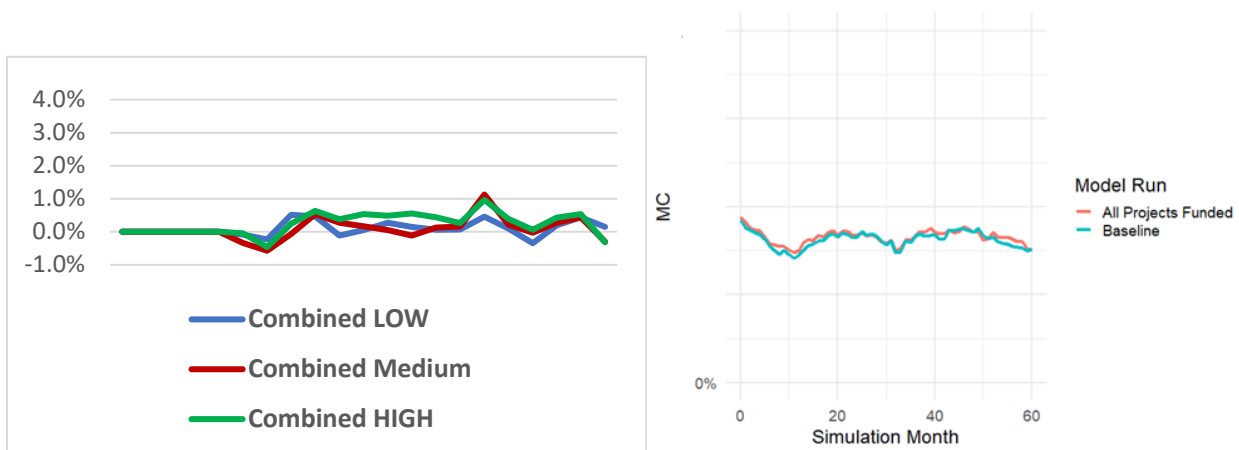 4.0%
3.0%
2.0%
1.0%
0.0%
-1.0%
Combined LOW
Combined Medium
Combined HIGH
MC
0%
0 20 40 60
Simulation Month
Model Run
All Projects Funded
Baseline